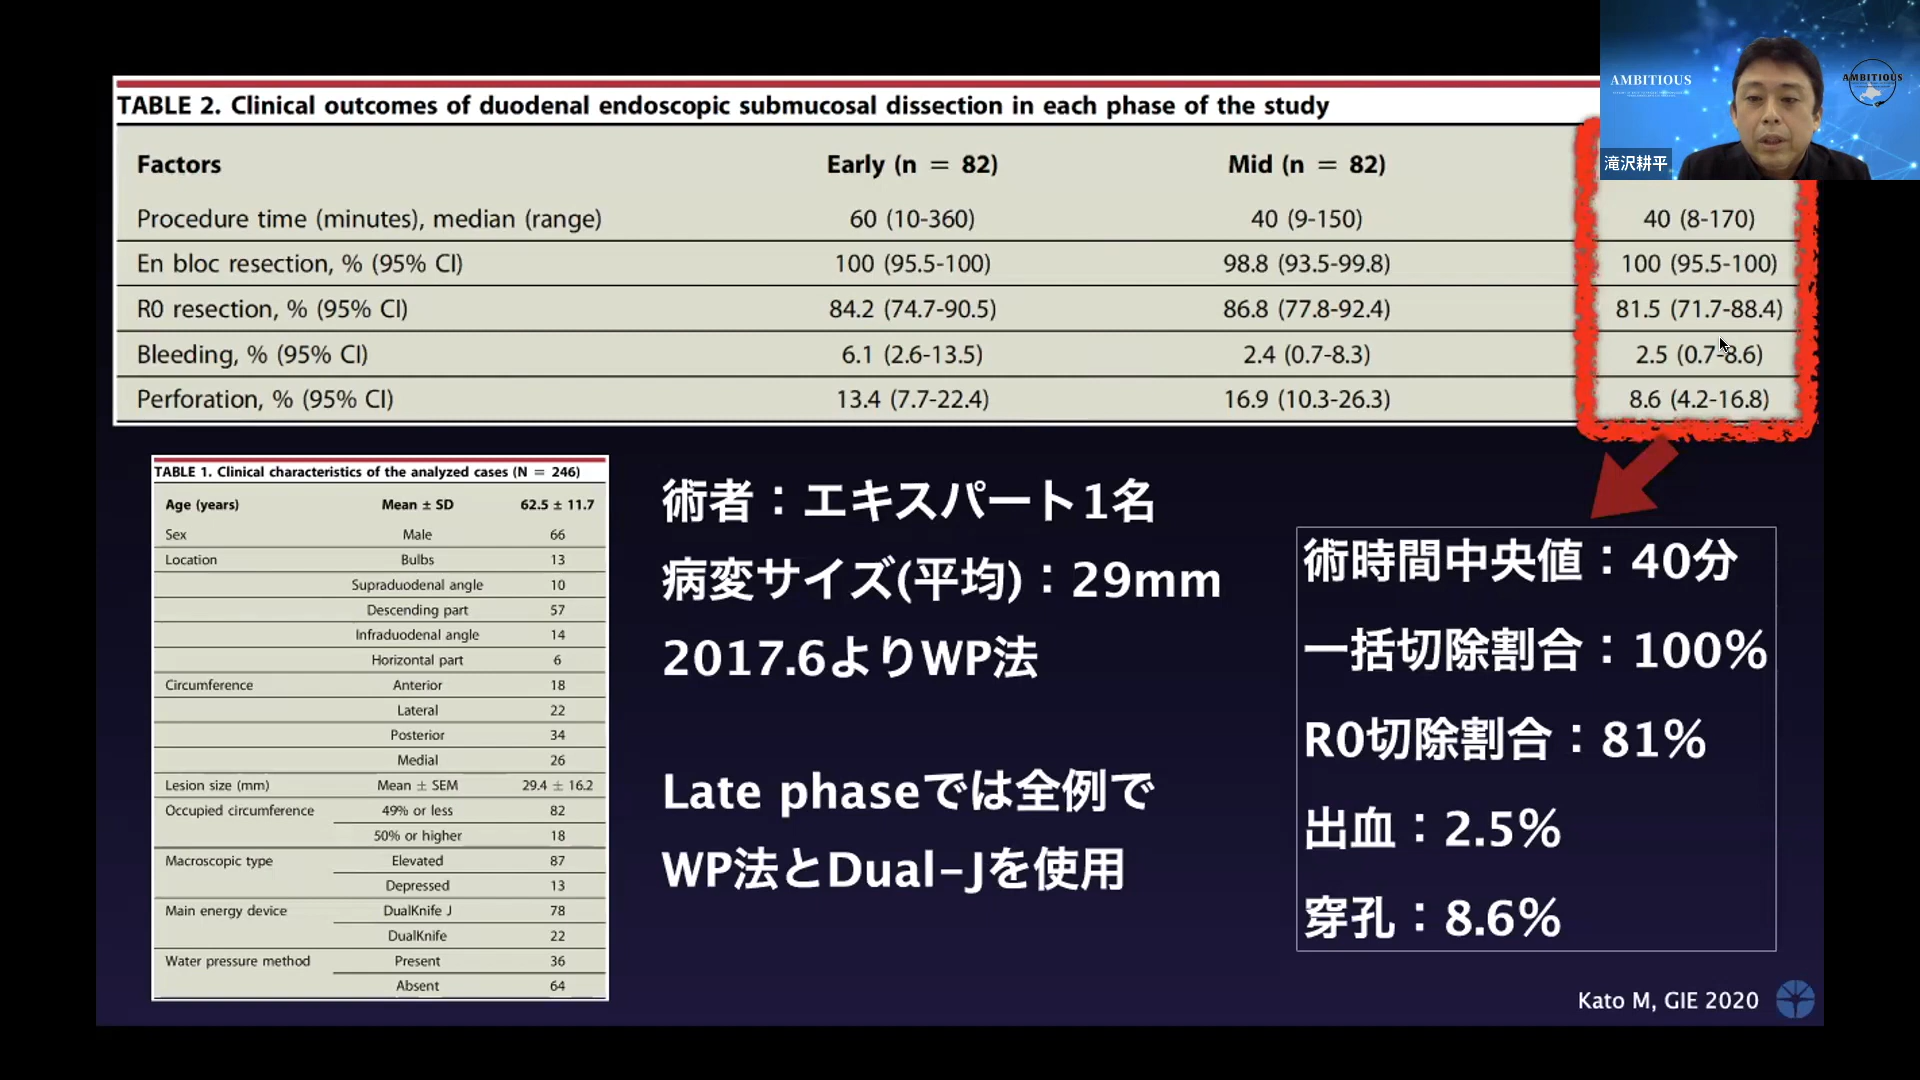 AMBITIOUS
AMBITIOUS
滝沢耕平
TABLE 2. Clinical outcomes of duodenal endoscopic submucosal dissection in each phase of the study
Factors Early (n = 82) Mid (n = 82)
Procedure time (minutes), median (range) 60 (10-360) 40 (9-150) 40 (8-170)
En bloc resection, % (95% CI) 100 (95.5-100) 98.8 (93.5-99.8) 100 (95.5-100)
R0 resection, % (95% CI) 84.2 (74.7-90.5) 86.8 (77.8-92.4) 81.5 (71.7-88.4)
Bleeding, % (95% CI) 6.1 (2.6-13.5) 2.4 (0.7-8.3) 2.5 (0.7-8.6)
Perforation, % (95% CI) 13.4 (7.7-22.4) 16.9 (10.3-26.3) 8.6 (4.2-16.8)
TABLE 1. Clinical characteristics of the analyzed cases (N = 246)
Age (years) Mean ± SD 62.5 ± 11.7
Sex Male 66
Location Bulbs 13
Supraduodenal angle 10
Descending part 57
Infraduodenal angle 14
Horizontal part 6
Circumference Anterior 18
Lateral 22
Posterior 34
Medial 26
Lesion size (mm) Mean ± SEM 29.4 ± 16.2
Occupied circumference 49% or less 82
50% or higher 18
Macroscopic type Elevated 87
Depressed 13
Main energy device DualKnife J 78
DualKnife 22
Water pressure method Present 36
Absent 64
術者：エキスパート1名
病変サイズ(平均)：29mm
2017.6よりWP法
Late phaseでは全例で
WP法とDual-Jを使用
術時間中央値：40分
一括切除割合：100%
R0切除割合：81%
出血：2.5%
穿孔：8.6%
Kato M, GIE 2020